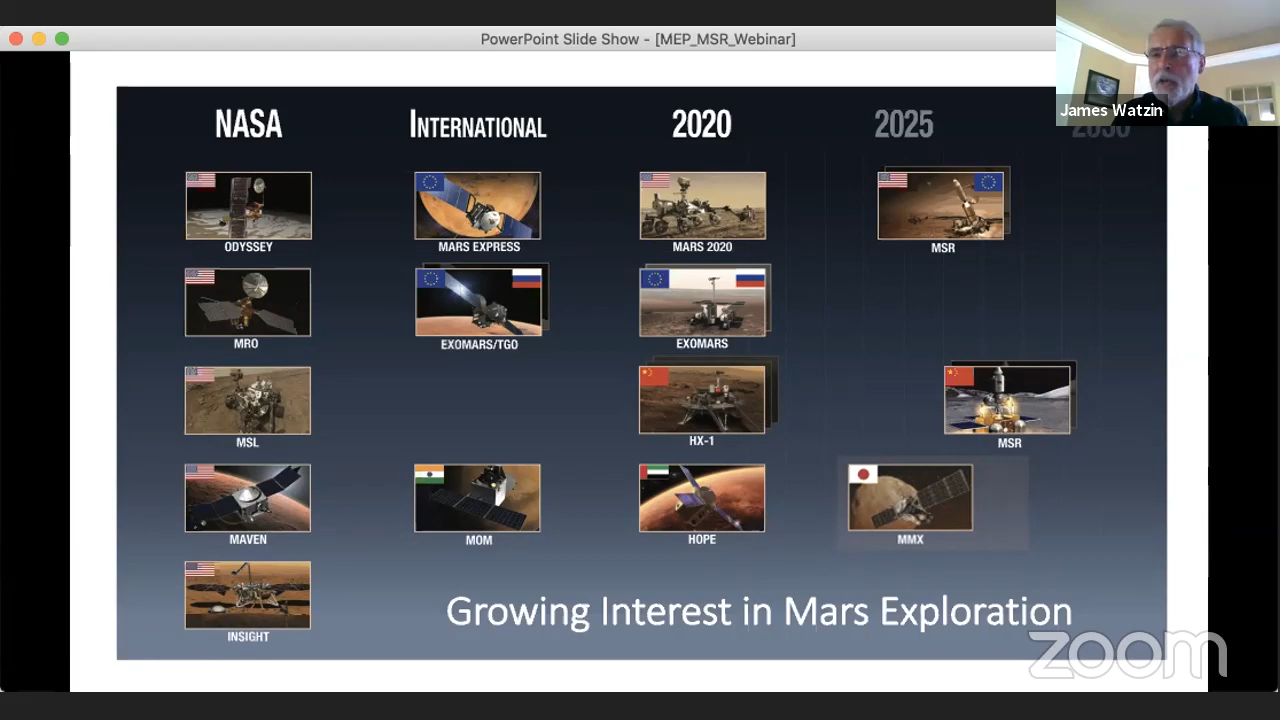 PowerPoint Slide Show - [MEP_MSR_Webinar]
James Watzin
NASA
INTERNATIONAL
2020
2025
2030
ODYSSEY
MARS EXPRESS
MARS 2020
MSR
MRO
EXOMARS/TGO
EXOMARS
MSL
HX-1
MSR
MAVEN
MOM
HOPE
MMX
INSIGHT
Growing Interest in Mars Exploration
zoom